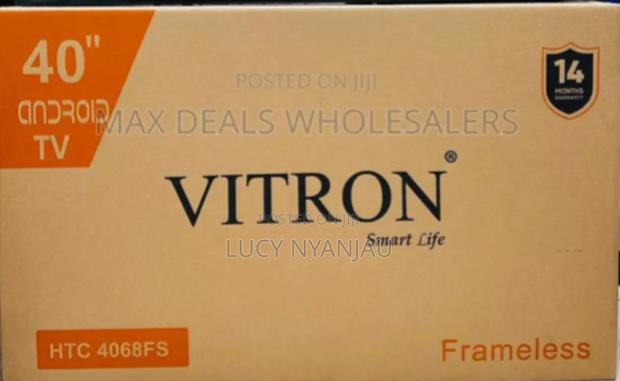 40"
ANDROID
TV
14
MONTHS
WARRANTY
POSTED ON JIJI
MAX DEALS WHOLESALERS
VITRON®
Smart Life
POSTED ON JIJI
LUCY NYANJAU
HTC 4068FS
Frameless